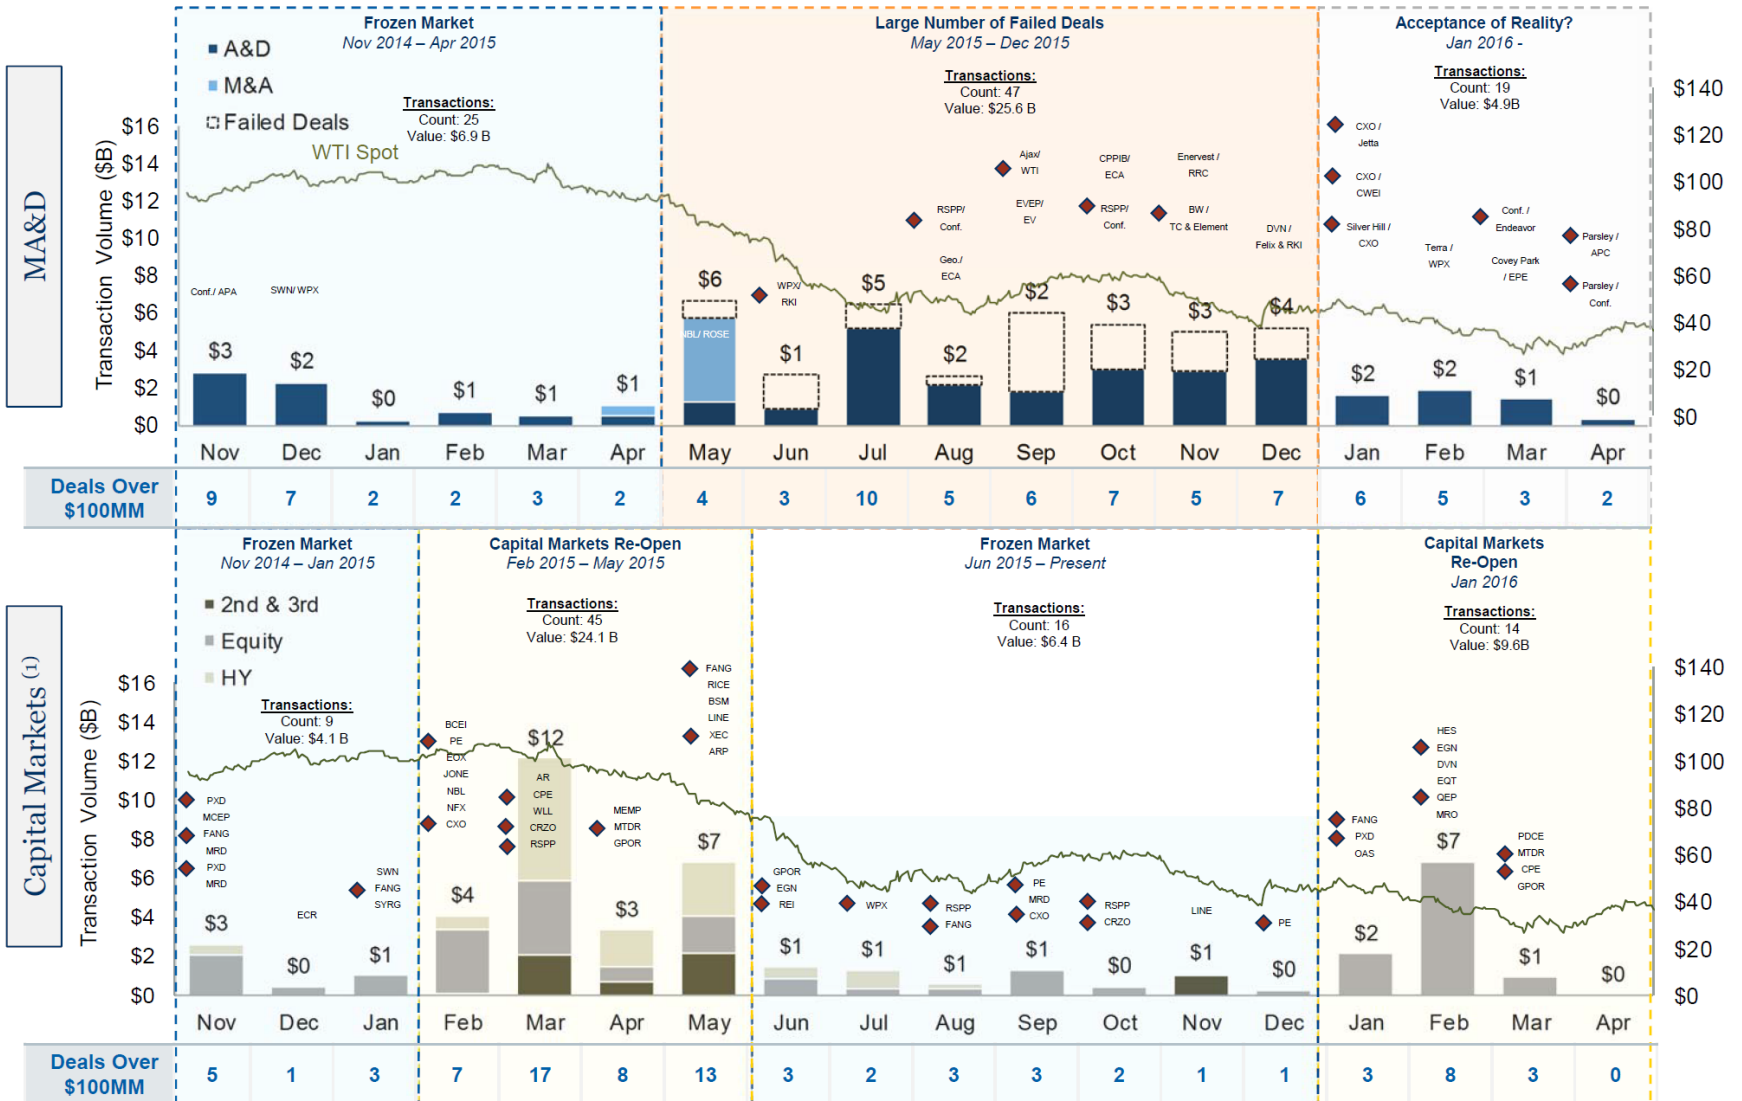 MA&D
Frozen Market
Nov 2014 – Apr 2015
A&D
M&A
Failed Deals
Transactions:
Count: 25
Value: $6.9 B
WTI Spot
Large Number of Failed Deals
May 2015 – Dec 2015
Transactions:
Count: 47
Value: $25.6 B
Acceptance of Reality?
Jan 2016 -
Transactions:
Count: 19
Value: $4.9B
Transaction Volume ($B)
$16
$14
$12
$10
$8
$6
$4
$2
$0
$140
$120
$100
$80
$60
$40
$20
$0
Conf./ APA
SWN/ WPX
NBL/ ROSE
WPX/
RKI
RSPP/
Conf.
Geo./
ECA
Ajax/
WTI
EVEP/
EV
CPPIB/
ECA
RSPP/
Conf.
Enervest /
RRC
BW /
TC & Element
DVN /
Felix & RKI
CXO /
Jetta
CXO /
CWEI
Silver Hill /
CXO
Terra /
WPX
Conf. /
Endeavor
Covey Park
/ EPE
Parsley /
APC
Parsley /
Conf.
$3
$2
$0
$1
$1
$1
$6
$1
$5
$2
$2
$3
$3
$4
$2
$2
$1
$0
Nov Dec Jan Feb Mar Apr May Jun Jul Aug Sep Oct Nov Dec Jan Feb Mar Apr
Deals Over
$100MM
9 7 2 2 3 2 4 3 10 5 6 7 5 7 6 5 3 2
Capital Markets (1)
Frozen Market
Nov 2014 – Jan 2015
2nd & 3rd
Equity
HY
Transactions:
Count: 9
Value: $4.1 B
Capital Markets Re-Open
Feb 2015 – May 2015
Transactions:
Count: 45
Value: $24.1 B
Frozen Market
Jun 2015 – Present
Transactions:
Count: 16
Value: $6.4 B
Capital Markets
Re-Open
Jan 2016
Transactions:
Count: 14
Value: $9.6B
Transaction Volume ($B)
$16
$14
$12
$10
$8
$6
$4
$2
$0
$140
$120
$100
$80
$60
$40
$20
$0
PXD
MCEP
FANG
MRD
PXD
MRD
ECR
SWN
FANG
SYRG
BCEI
PE
EOX
JONE
NBL
NFX
CXO
AR
CPE
WLL
CRZO
RSPP
MEMP
MTDR
GPOR
FANG
RICE
BSM
LINE
XEC
ARP
GPOR
EGN
REI
WPX
RSPP
FANG
PE
MRD
CXO
RSPP
CRZO
LINE
PE
FANG
PXD
OAS
HES
EGN
DVN
EQT
QEP
MRO
PDCE
MTDR
CPE
GPOR
$3
$0
$1
$4
$12
$3
$7
$1
$1
$1
$1
$0
$1
$0
$2
$7
$1
$0
Nov Dec Jan Feb Mar Apr May Jun Jul Aug Sep Oct Nov Dec Jan Feb Mar Apr
Deals Over
$100MM
5 1 3 7 17 8 13 3 2 3 3 2 1 1 3 8 3 0